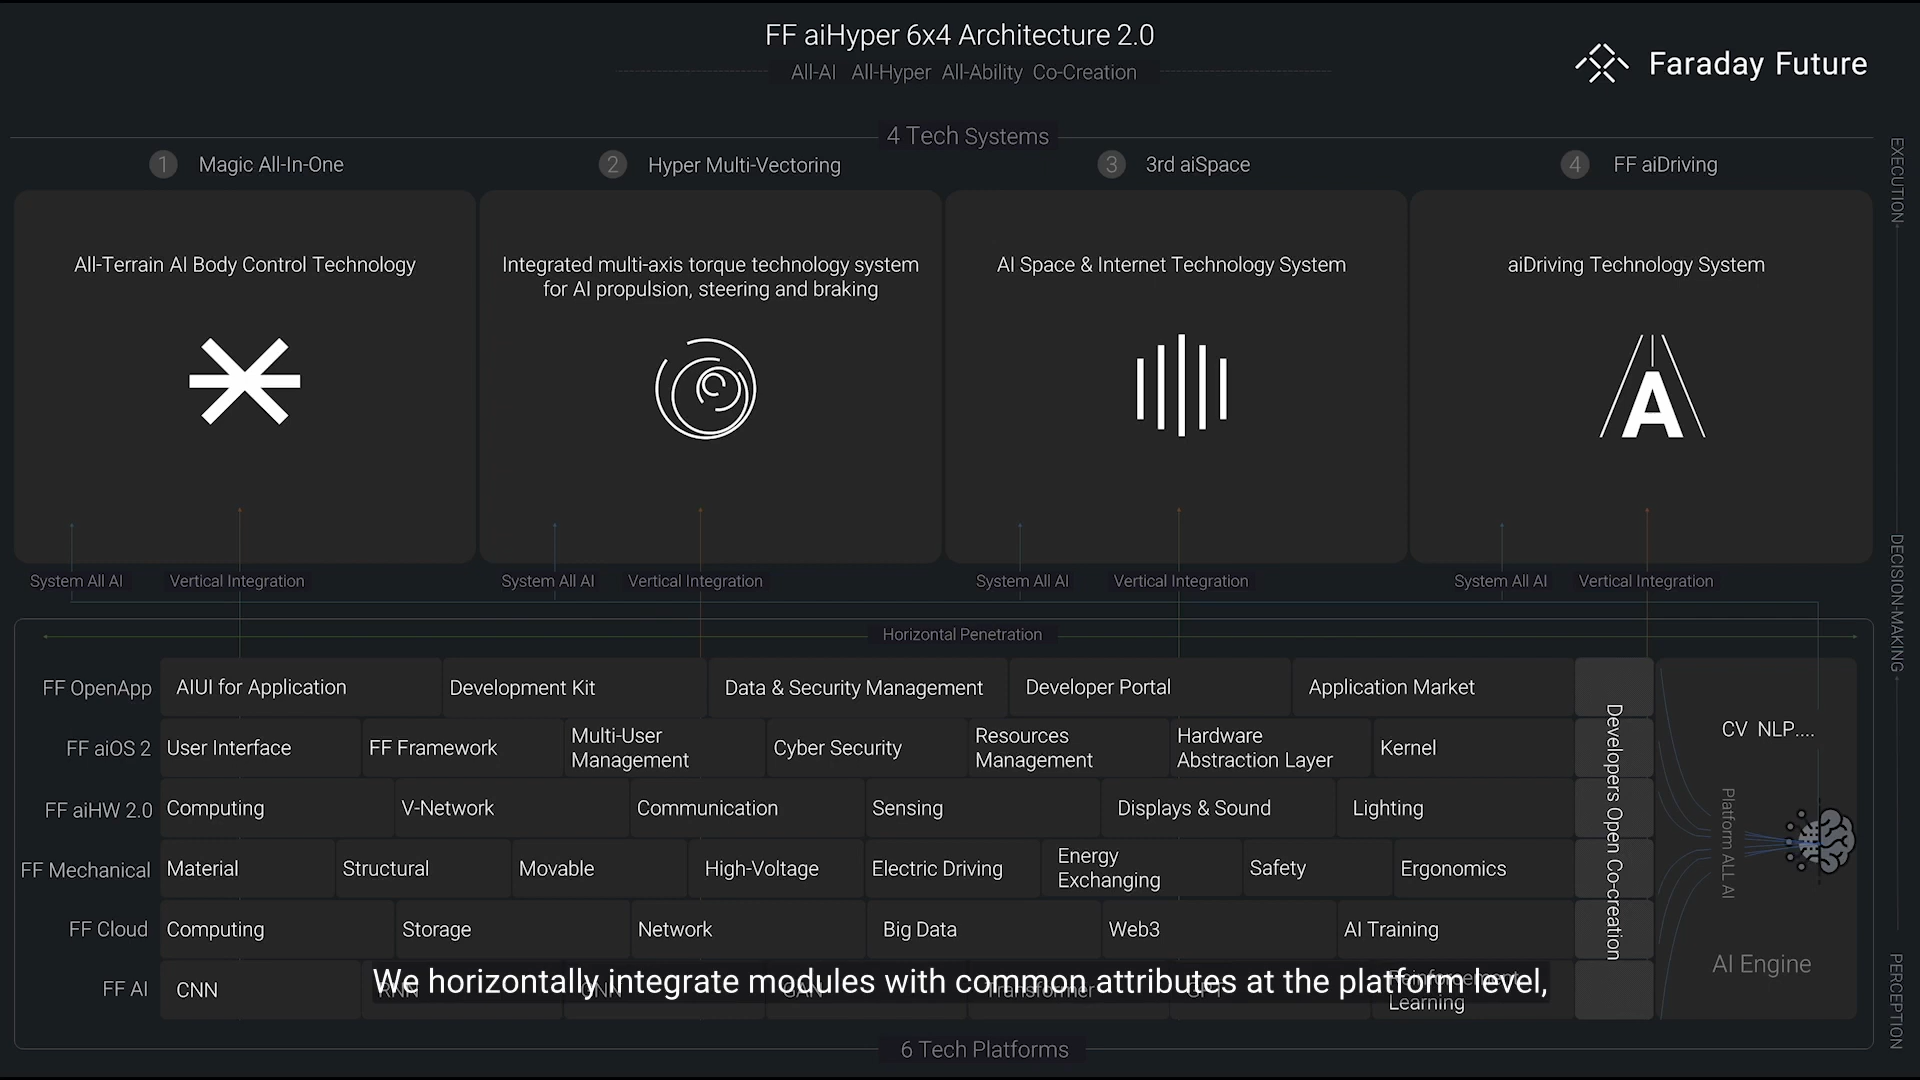 FF aiHyper 6x4 Architecture 2.0
All-AI All-Hyper All-Ability Co-Creation
Faraday Future
4 Tech Systems
1 Magic All-In-One
2 Hyper Multi-Vectoring
3 3rd aiSpace
4 FF aiDriving
EXECUTION
All-Terrain AI Body Control Technology
Integrated multi-axis torque technology system
for AI propulsion, steering and braking
AI Space & Internet Technology System
aiDriving Technology System
A
System All AI Vertical Integration
System All AI Vertical Integration
System All AI Vertical Integration
System All AI Vertical Integration
DECISION-MAKING
Horizontal Penetration
FF OpenApp AIUI for Application Development Kit Data & Security Management Developer Portal Application Market
FF aiOS 2 User Interface FF Framework Multi-User
Management Cyber Security Resources
Management Hardware
Abstraction Layer Kernel
FF aiHW 2.0 Computing V-Network Communication Sensing Displays & Sound Lighting
FF Mechanical Material Structural Movable High-Voltage Electric Driving Energy
Exchanging Safety Ergonomics
FF Cloud Computing Storage Network Big Data Web3 AI Training
FF AI CNN RNN GAN Transformer Reinforcement
Learning
Developers Open Co-creation
CV NLP....
Platform ALL AI
AI Engine
PERCEPTION
We horizontally integrate modules with common attributes at the platform level,
6 Tech Platforms